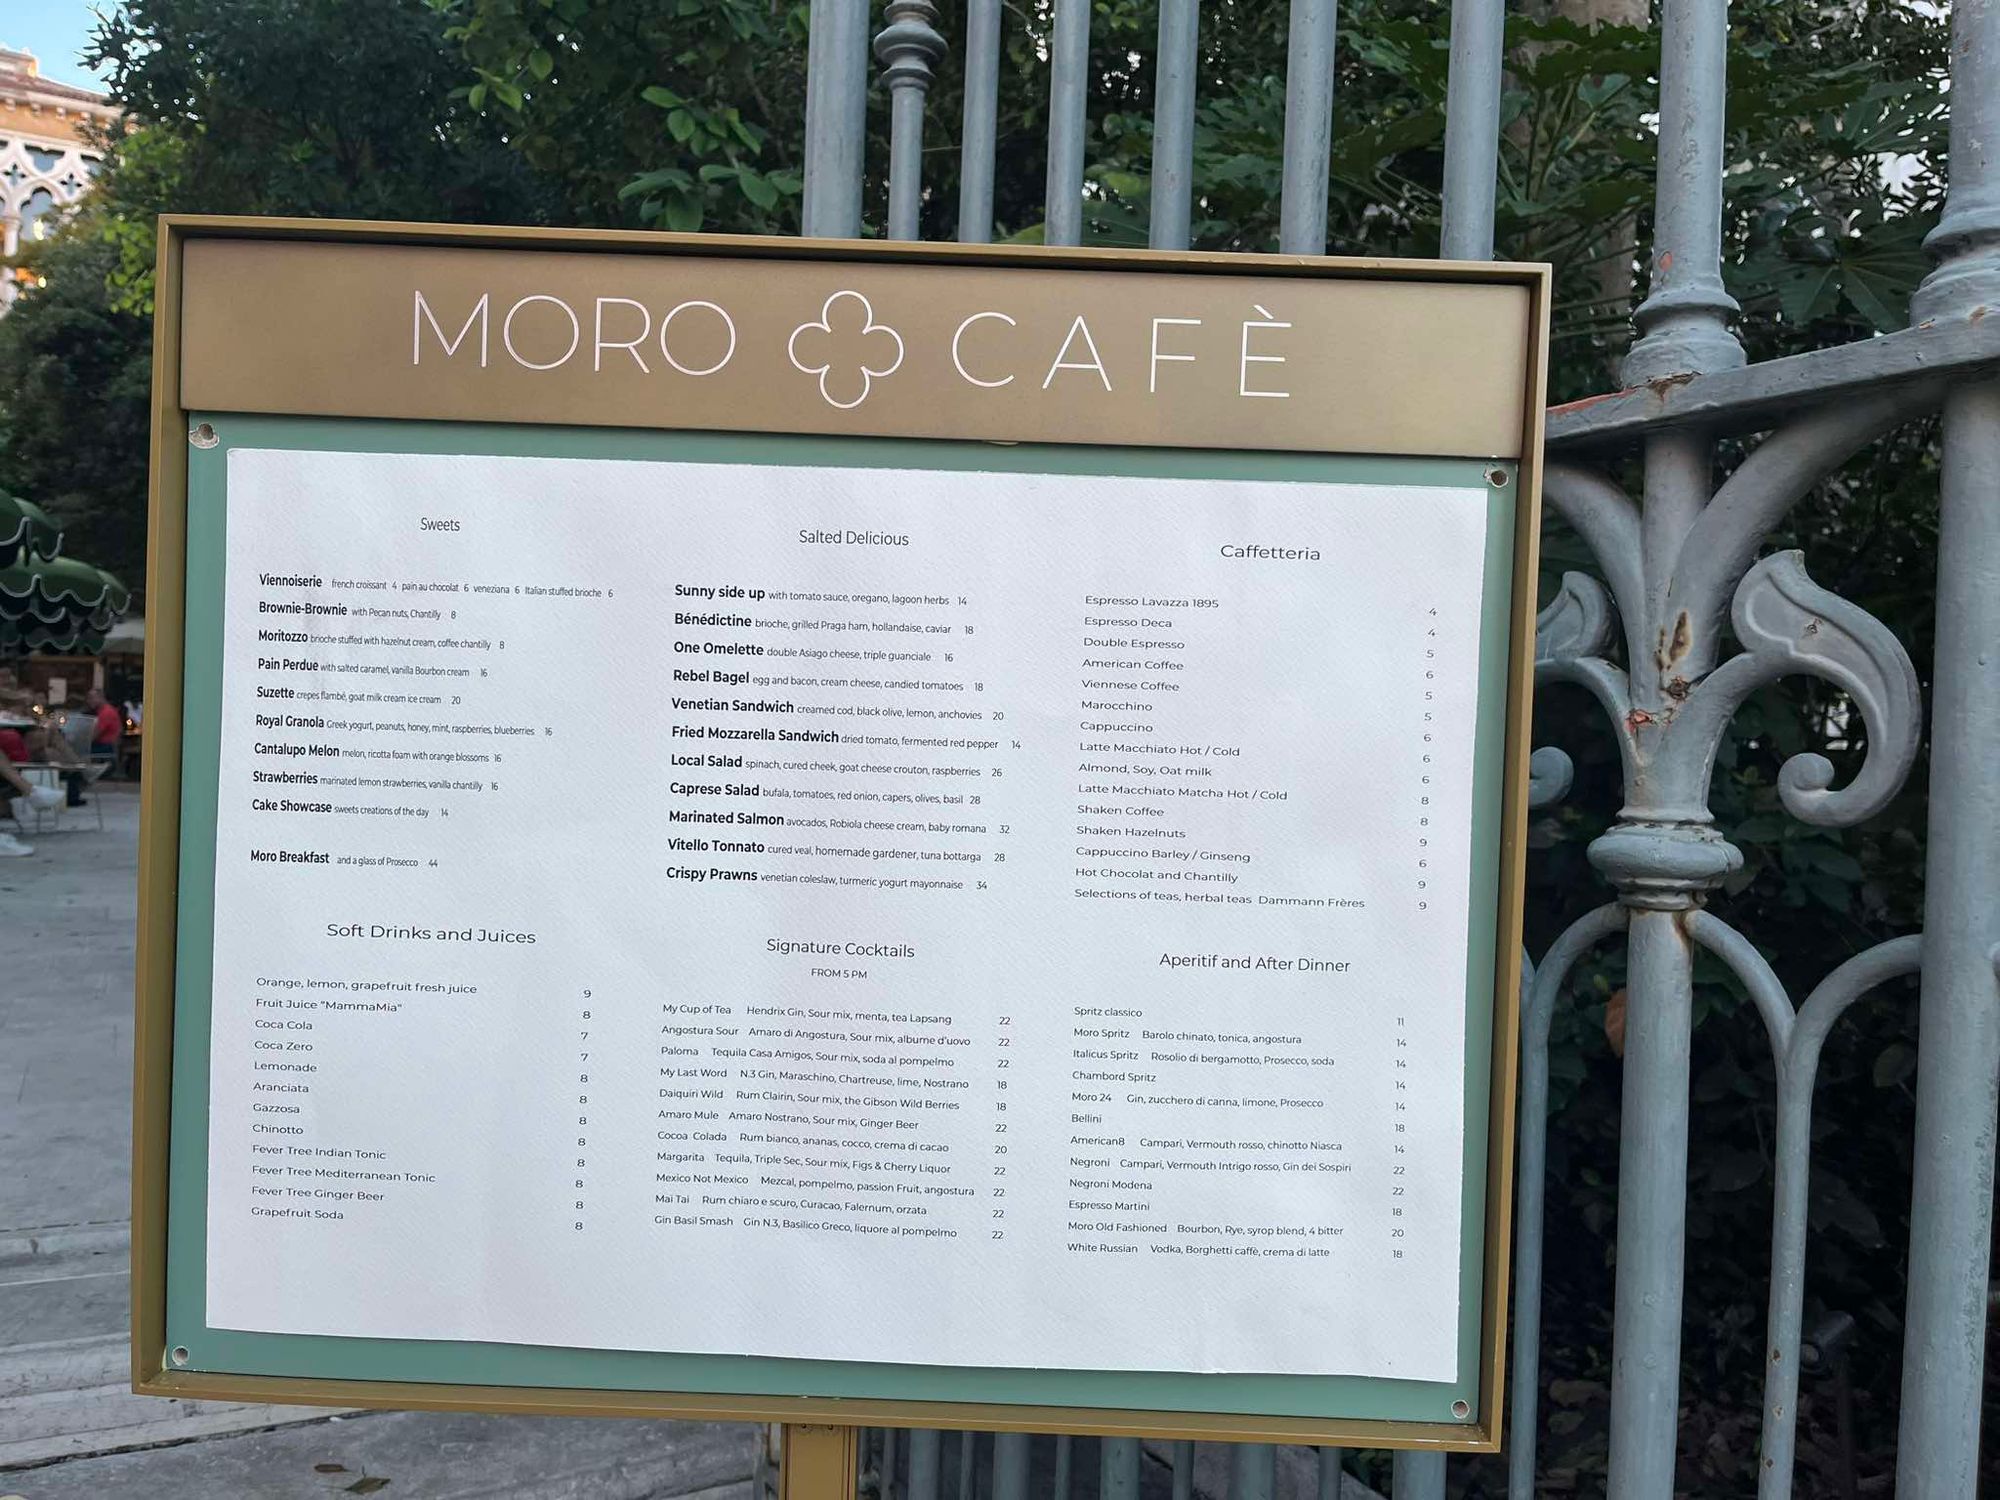 MORO CAFÈ
Sweets
Viennoiserie french croissant 4 pain au chocolat 6 veneziana 6 Italian stuffed brioche 6
Brownie-Brownie with Pecan nuts, Chantilly 8
Moritozzo brioche stuffed with hazelnut cream, coffee chantilly 8
Pain Perdue with salted caramel, vanilla Bourbon cream 16
Suzette crepes flambé, goat milk cream ice cream 20
Royal Granola Greek yogurt, peanuts, honey, mint, raspberries, blueberries 16
Cantalupo Melon melon, ricotta foam with orange blossoms 16
Strawberries marinated lemon strawberries, vanilla chantilly 16
Cake Showcase sweets creations of the day 14
Moro Breakfast and a glass of Prosecco 44
Salted Delicious
Sunny side up with tomato sauce, oregano, lagoon herbs 14
Bénédictine brioche, grilled Praga ham, hollandaise, caviar 18
One Omelette double Asiago cheese, triple guanciale 16
Rebel Bagel egg and bacon, cream cheese, candied tomatoes 18
Venetian Sandwich creamed cod, black olive, lemon, anchovies 20
Fried Mozzarella Sandwich dried tomato, fermented red pepper 14
Local Salad spinach, cured cheek, goat cheese crouton, raspberries 26
Caprese Salad bufala, tomatoes, red onion, capers, olives, basil 28
Marinated Salmon avocados, Robiola cheese cream, baby romana 32
Vitello Tonnato cured veal, homemade gardener, tuna bottarga 28
Crispy Prawns venetian coleslaw, turmeric yogurt mayonnaise 34
Caffetteria
Espresso Lavazza 1895 4
Espresso Deca 4
Double Espresso 5
American Coffee 6
Viennese Coffee 5
Marocchino 5
Cappuccino 6
Latte Macchiato Hot / Cold 6
Almond, Soy, Oat milk 6
Latte Macchiato Matcha Hot / Cold 8
Shaken Coffee 8
Shaken Hazelnuts 9
Cappuccino Barley / Ginseng 6
Hot Chocolat and Chantilly 9
Selections of teas, herbal teas Dammann Frères 9
Soft Drinks and Juices
Orange, lemon, grapefruit fresh juice 9
Fruit Juice "MammaMia" 8
Coca Cola 7
Coca Zero 7
Lemonade 8
Aranciata 8
Gazzosa 8
Chinotto 8
Fever Tree Indian Tonic 8
Fever Tree Mediterranean Tonic 8
Fever Tree Ginger Beer 8
Grapefruit Soda 8
Signature Cocktails
FROM 5 PM
My Cup of Tea Hendrix Gin, Sour mix, menta, tea Lapsang 22
Angostura Sour Amaro di Angostura, Sour mix, albume d'uovo 22
Paloma Tequila Casa Amigos, Sour mix, soda al pompelmo 22
My Last Word N.3 Gin, Maraschino, Chartreuse, lime, Nostrano 18
Daiquiri Wild Rum Clairin, Sour mix, the Gibson Wild Berries 18
Amaro Mule Amaro Nostrano, Sour mix, Ginger Beer 22
Cocoa Colada Rum bianco, ananas, cocco, crema di cacao 20
Margarita Tequila, Triple Sec, Sour mix, Figs & Cherry Liquor 22
Mexico Not Mexico Mezcal, pompelmo, passion Fruit, angostura 22
Mai Tai Rum chiaro e scuro, Curacao, Falernum, orzata 22
Gin Basil Smash Gin N.3, Basilico Greco, liquore al pompelmo 22
Aperitif and After Dinner
Spritz classico 11
Moro Spritz Barolo chinato, tonica, angostura 14
Italicus Spritz Rosolio di bergamotto, Prosecco, soda 14
Chambord Spritz 14
Moro 24 Gin, zucchero di canna, limone, Prosecco 14
Bellini 18
American8 Campari, Vermouth rosso, chinotto Niasca 14
Negroni Campari, Vermouth Intrigo rosso, Gin dei Sospiri 22
Negroni Modena 22
Espresso Martini 18
Moro Old Fashioned Bourbon, Rye, syrop blend, 4 bitter 20
White Russian Vodka, Borghetti caffè, crema di latte 18